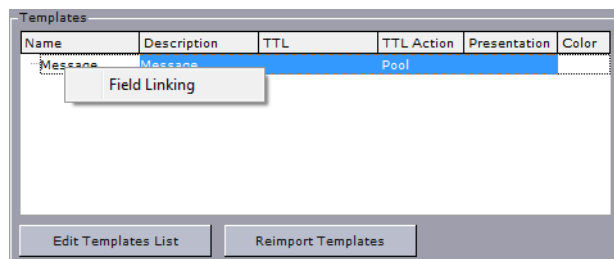 Templates
Name Description TTL TTL Action Presentation Color
Message Message Pool
Field Linking
Edit Templates List Reimport Templates